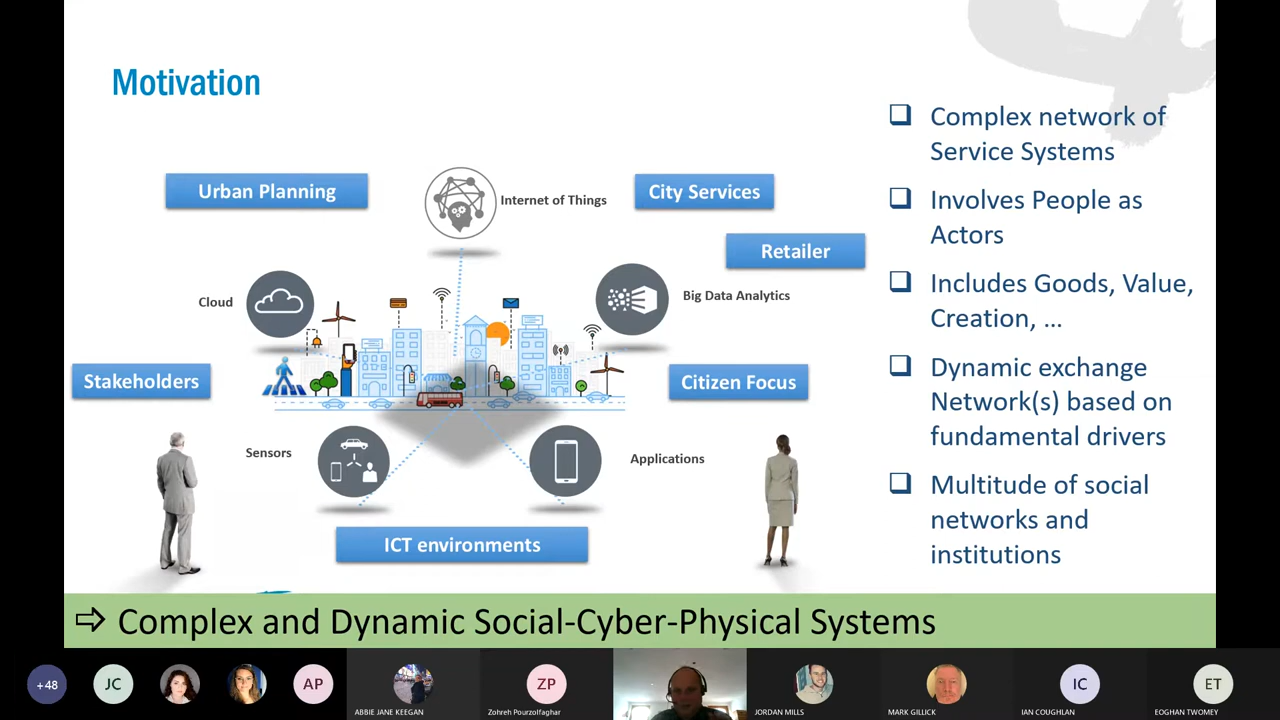 Motivation
Urban Planning
Internet of Things
City Services
Retailer
Cloud
Big Data Analytics
Stakeholders
Citizen Focus
Sensors
Applications
ICT environments
Complex network of
Service Systems
Involves People as
Actors
Includes Goods, Value,
Creation, ...
Dynamic exchange
Network(s) based on
fundamental drivers
Multitude of social
networks and
institutions
⇨ Complex and Dynamic Social-Cyber-Physical Systems
+48
JC
AP
ABBIE JANE KEEGAN
ZP
Zohreh Pourzolfaghar
JORDAN MILLS
MARK GILLICK
IC
IAN COUGHLAN
ET
EOGHAN TWOMEY